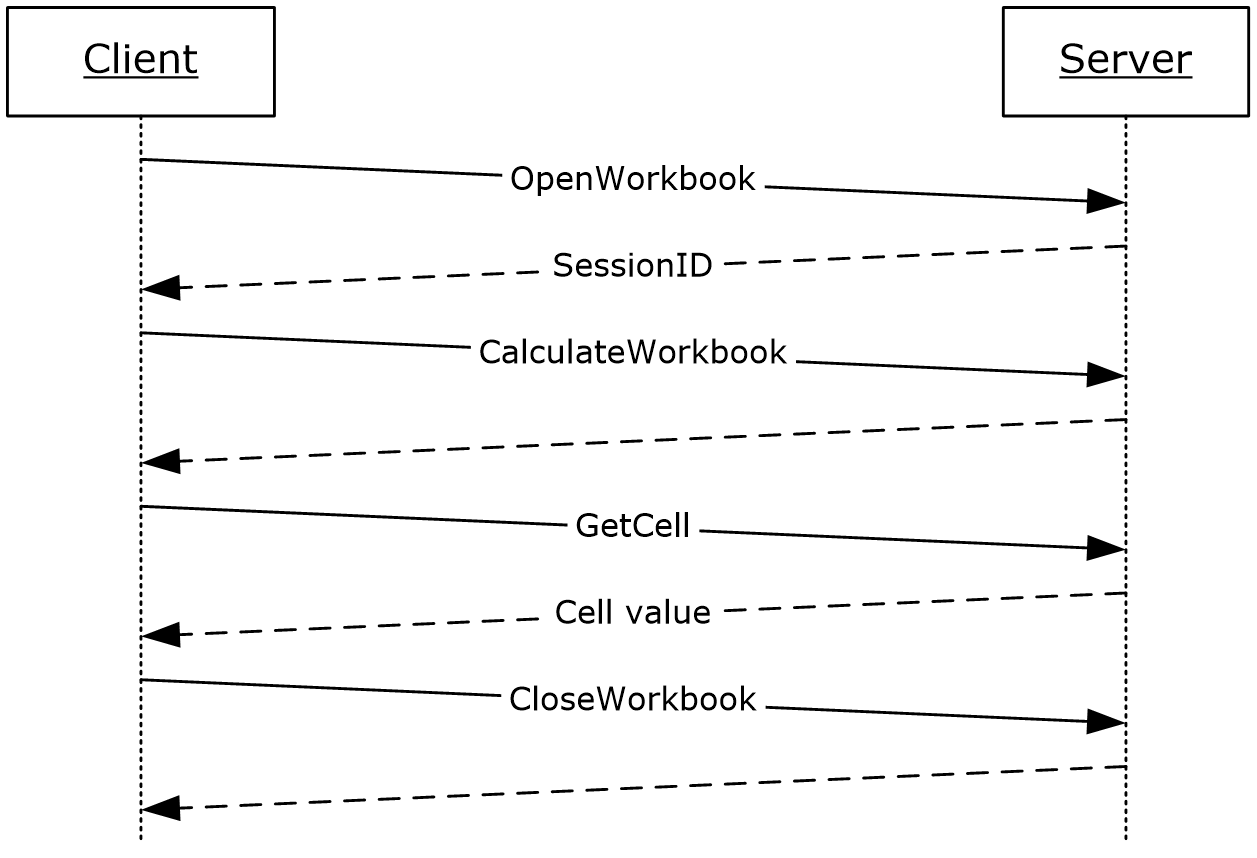 Client
Server
OpenWorkbook
SessionID
CalculateWorkbook
GetCell
Cell value
CloseWorkbook